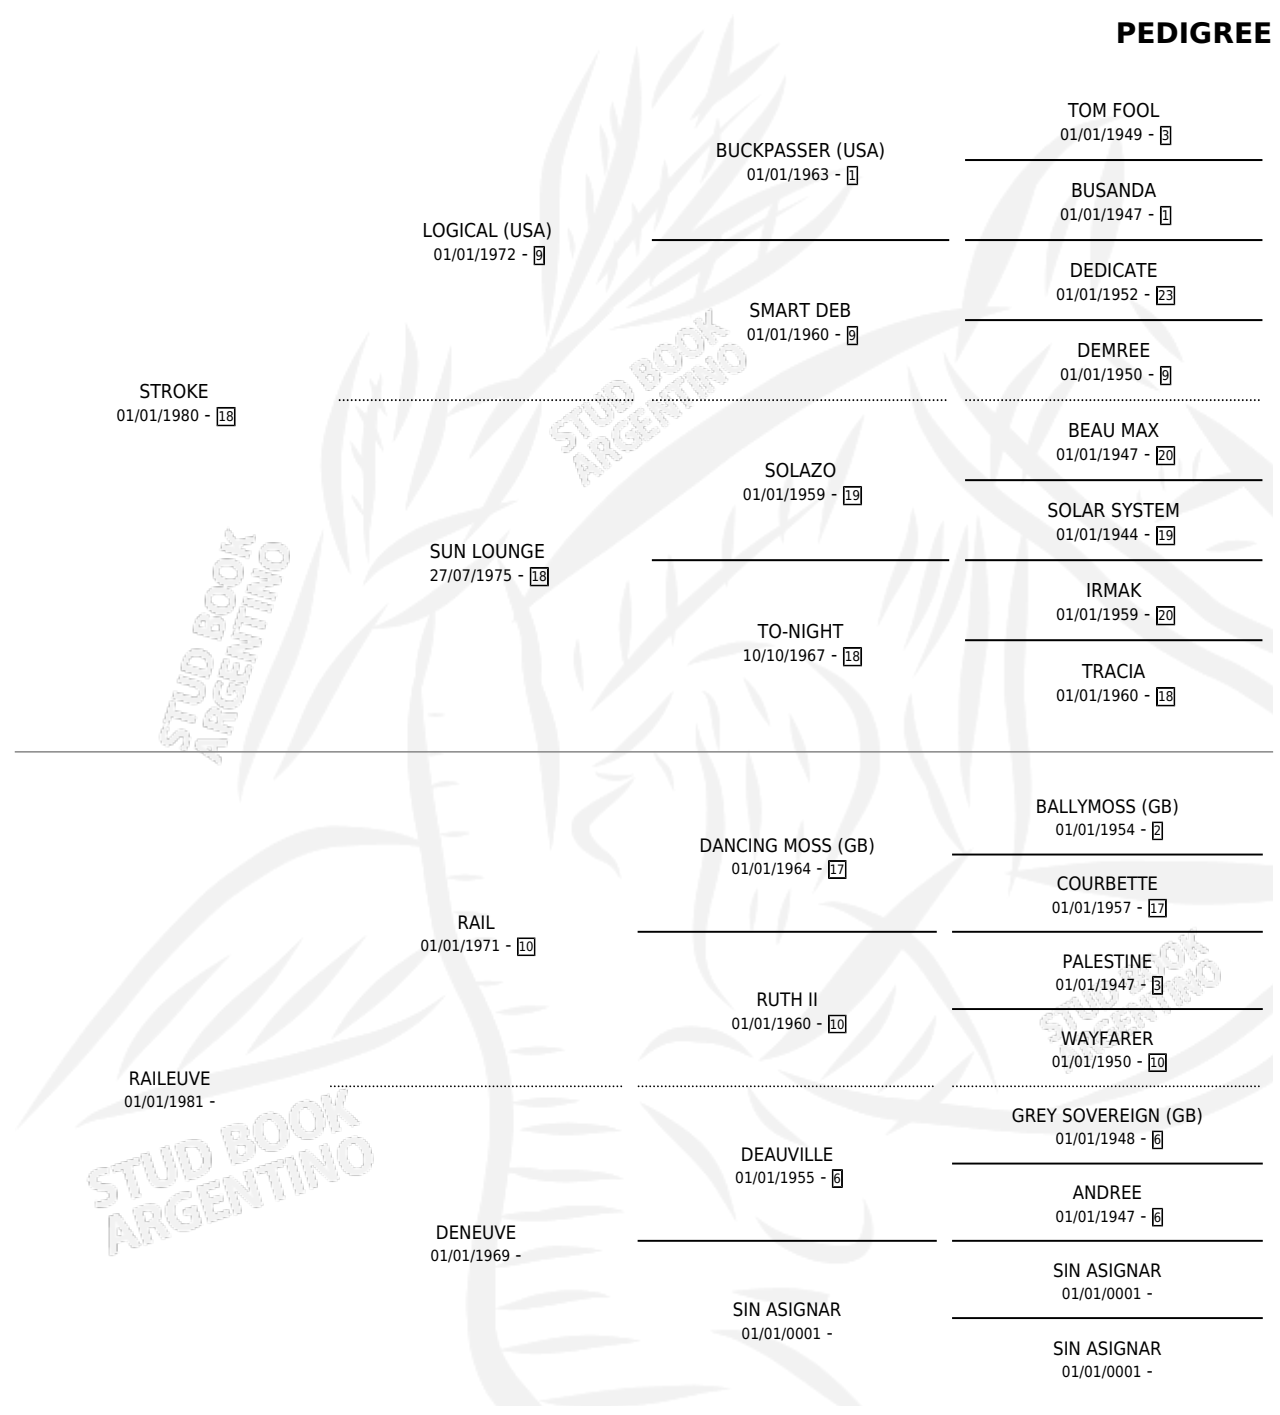 PEDIGREE
TOM FOOL
01/01/1949 - 3
BUCKPASSER (USA)
01/01/1963 - 1
BUSANDA
01/01/1947 - 1
LOGICAL (USA)
01/01/1972 - 9
DEDICATE
01/01/1952 - 23
SMART DEB
01/01/1960 - 9
DEMREE
01/01/1950 - 9
STROKE
01/01/1980 - 18
BEAU MAX
01/01/1947 - 20
SOLAZO
01/01/1959 - 19
SOLAR SYSTEM
01/01/1944 - 19
SUN LOUNGE
27/07/1975 - 18
IRMAK
01/01/1959 - 20
TO-NIGHT
10/10/1967 - 18
TRACIA
01/01/1960 - 18
BALLYMOSS (GB)
01/01/1954 - 2
DANCING MOSS (GB)
01/01/1964 - 17
COURBETTE
01/01/1957 - 17
RAIL
01/01/1971 - 10
PALESTINE
01/01/1947 - 3
RUTH II
01/01/1960 - 10
WAYFARER
01/01/1950 - 10
RAILEUVE
01/01/1981 -
GREY SOVEREIGN (GB)
01/01/1948 - 6
DEAUVILLE
01/01/1955 - 6
ANDREE
01/01/1947 - 6
DENEUVE
01/01/1969 -
SIN ASIGNAR
01/01/0001 -
SIN ASIGNAR
01/01/0001 -
SIN ASIGNAR
01/01/0001 -
STUD BOOK
ARGENTINO
STUD BOOK
ARGENTINO
STUD BOOK
ARGENTINO
STUD BOOK
ARGENTINO